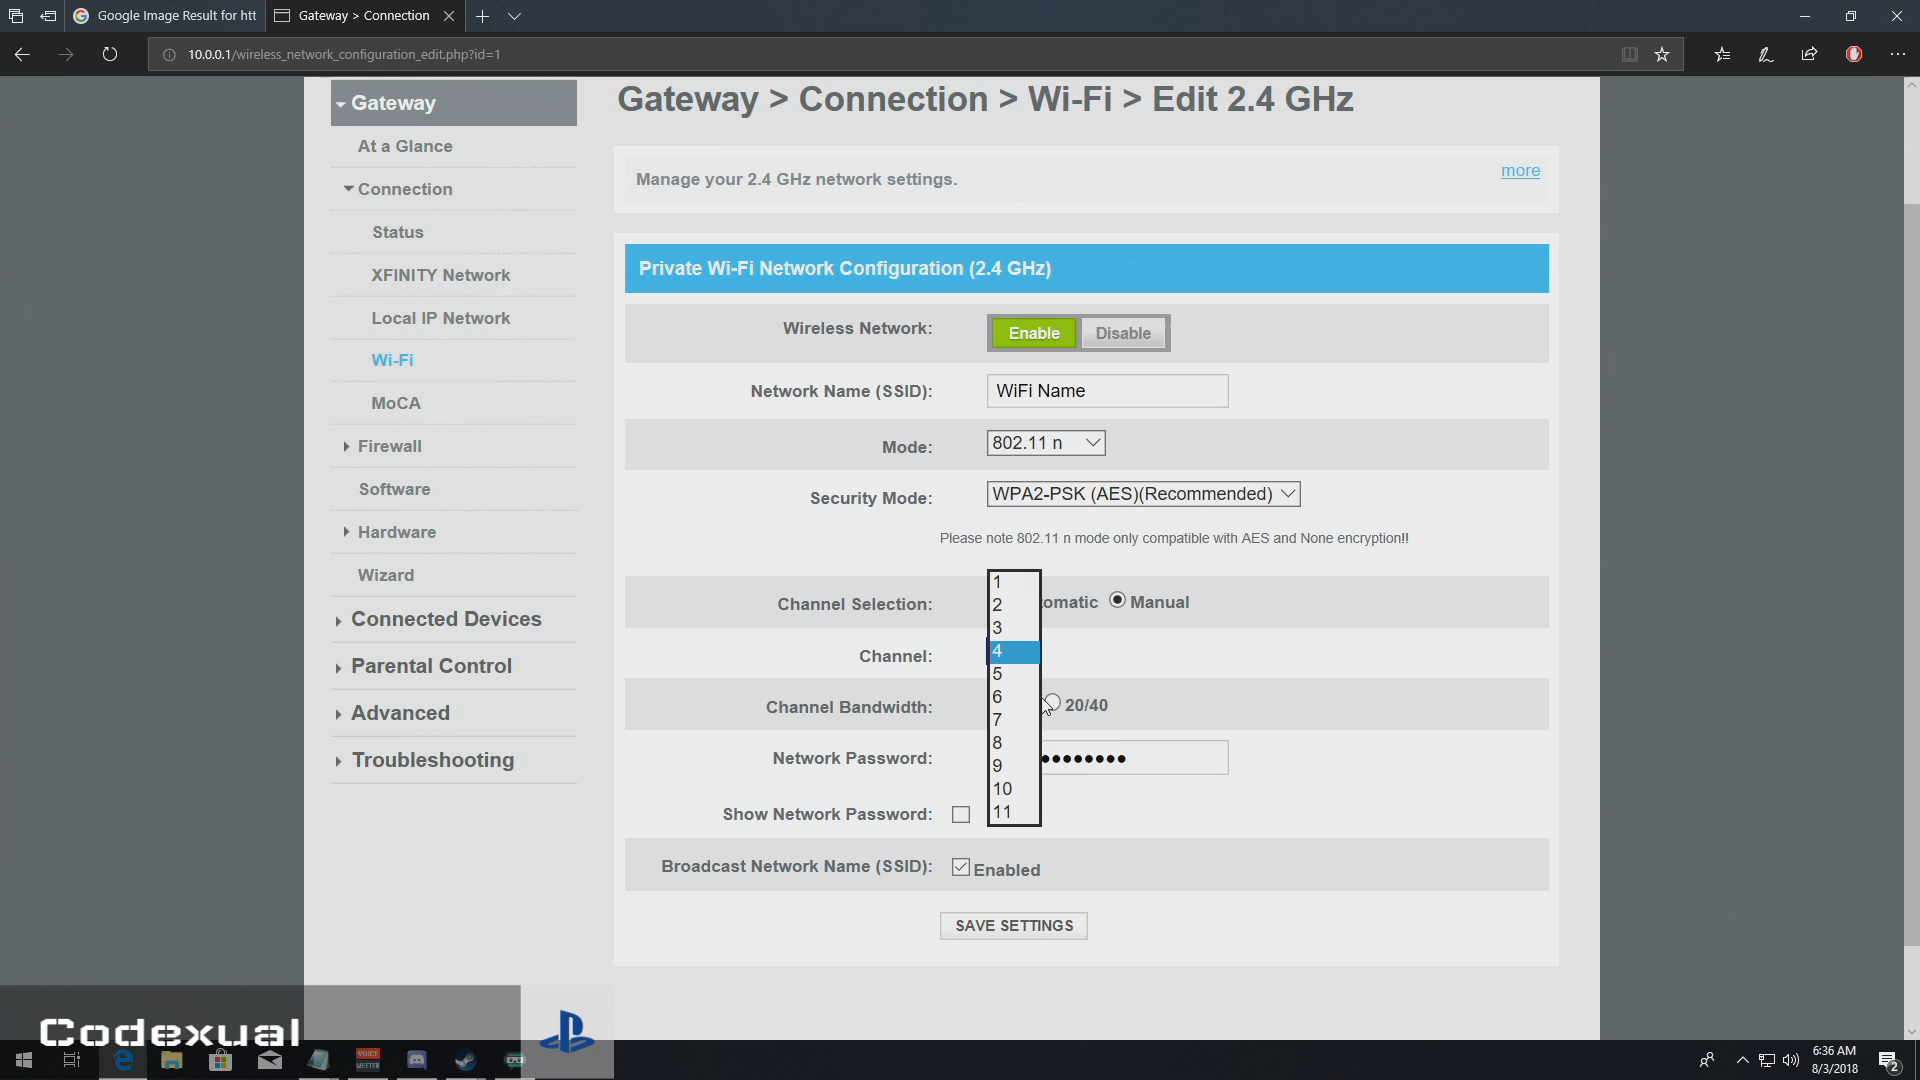 Google Image Result for htt
Gateway > Connection
10.0.0.1/wireless_network_configuration_edit.php?id=1
Gateway
At a Glance
Connection
Status
XFINITY Network
Local IP Network
Wi-Fi
MoCA
Firewall
Software
Hardware
Wizard
Connected Devices
Parental Control
Advanced
Troubleshooting
Gateway > Connection > Wi-Fi > Edit 2.4 GHz
Manage your 2.4 GHz network settings.
more
Private Wi-Fi Network Configuration (2.4 GHz)
Wireless Network: Enable Disable
Network Name (SSID): WiFi Name
Mode: 802.11 n
Security Mode: WPA2-PSK (AES)(Recommended)
Please note 802.11 n mode only compatible with AES and None encryption!!
Channel Selection: omatic Manual
Channel:
1
2
3
4
5
6
7
8
9
10
11
Channel Bandwidth: 20/40
Network Password: ••••••••
Show Network Password:
Broadcast Network Name (SSID): Enabled
SAVE SETTINGS
Codexual
VOICE
MEETER
6:36 AM
8/3/2018
2